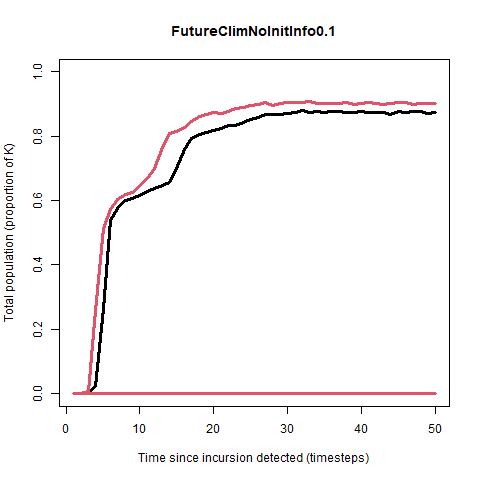 FutureClimNoInitInfo0.1
Total population (proportion of K)
1.0
0.8
0.6
0.4
0.2
0.0
0 10 20 30 40 50
Time since incursion detected (timesteps)